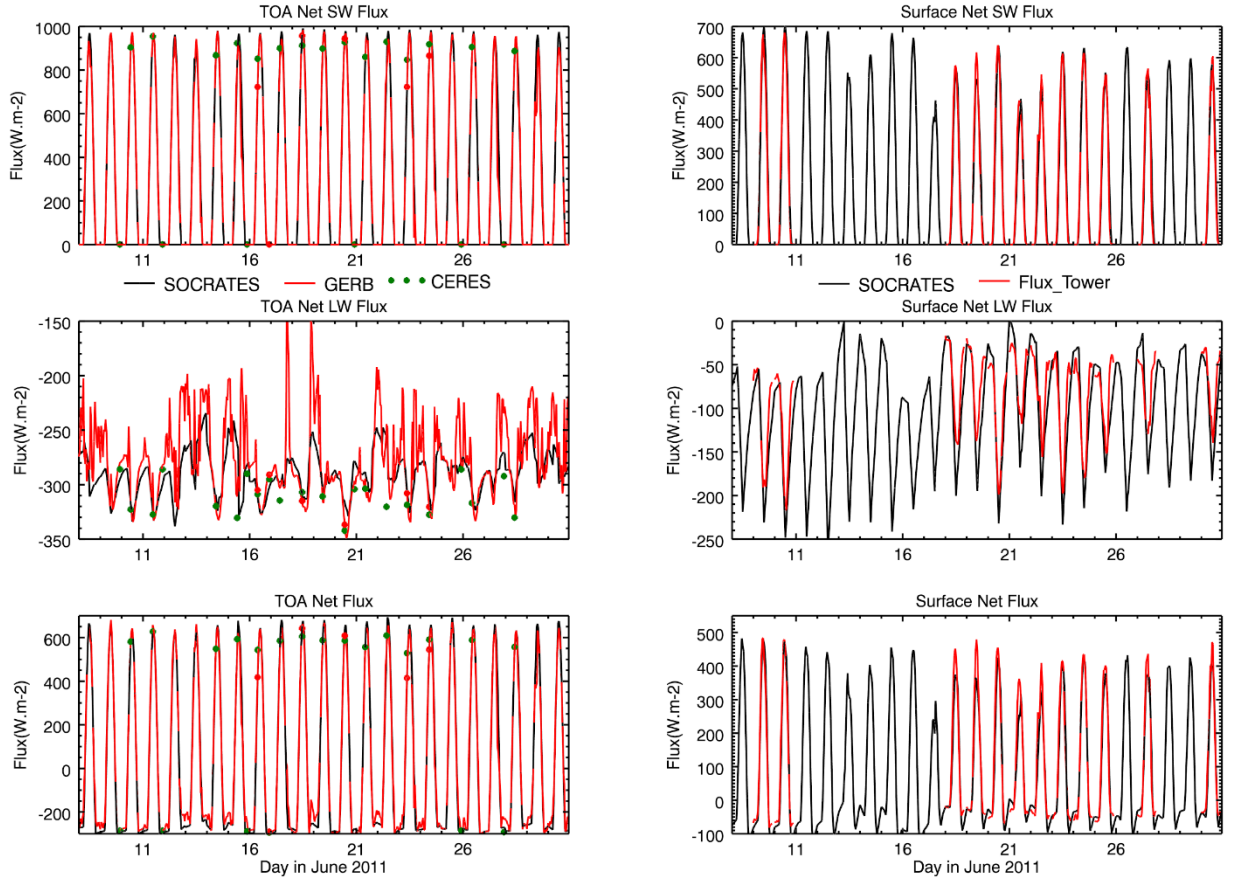 TOA Net SW Flux
1000
800
600
400
200
0
Flux(W.m-2)
11 16 21 26
Surface Net SW Flux
700
600
500
400
300
200
100
0
Flux(W.m-2)
11 16 21 26
SOCRATES GERB CERES
SOCRATES Flux_Tower
TOA Net LW Flux
-150
-200
-250
-300
-350
Flux(W.m-2)
11 16 21 26
Surface Net LW Flux
0
-50
-100
-150
-200
-250
Flux(W.m-2)
11 16 21 26
TOA Net Flux
600
400
200
0
-200
Flux(W.m-2)
11 16 21 26
Day in June 2011
Surface Net Flux
500
400
300
200
100
0
-100
Flux(W.m-2)
11 16 21 26
Day in June 2011